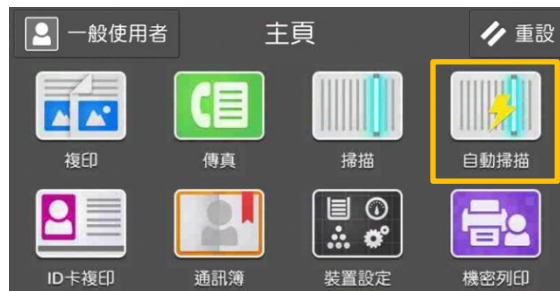 一般使用者
主頁
重設
複印
傳真
掃描
自動掃描
ID卡複印
通訊簿
裝置設定
機密列印